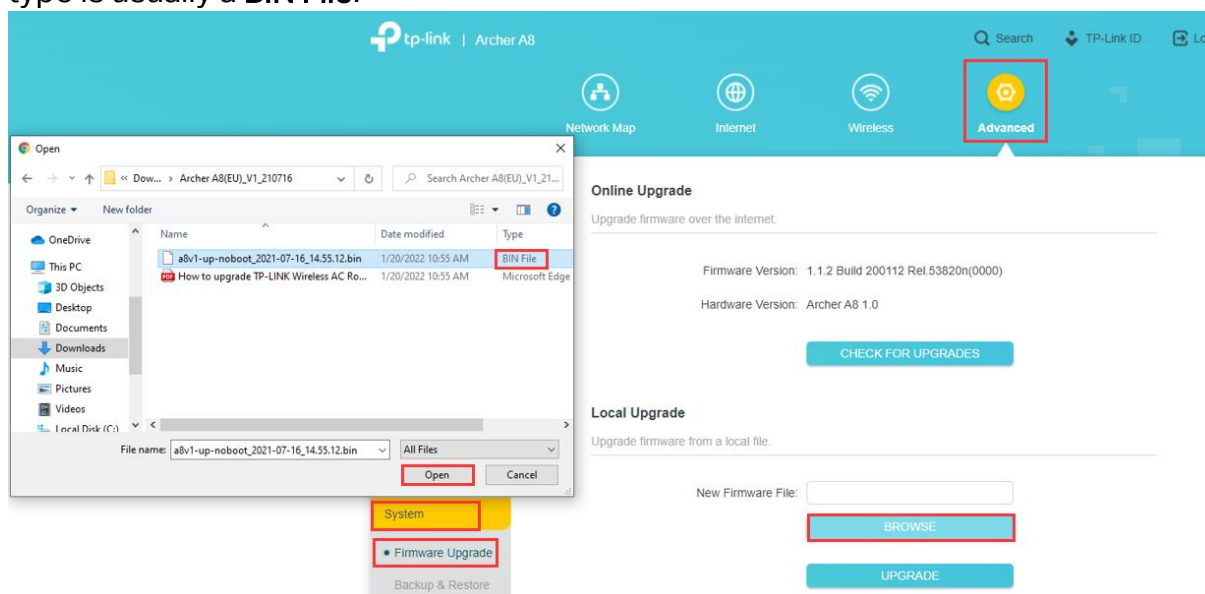 type is usually a BIN File.
tp-link | Archer A8
Search
TP-Link ID
Lo
Network Map
Internet
Wireless
Advanced
Open
« Dow... > Archer A8(EU)_V1_210716
Search Archer A8(EU)_V1_21...
Organize
New folder
Name
Date modified
Type
OneDrive
This PC
3D Objects
Desktop
Documents
Downloads
Music
Pictures
Videos
Local Disk (C:)
a8v1-up-noboot_2021-07-16_14.55.12.bin 1/20/2022 10:55 AM BIN File
How to upgrade TP-LINK Wireless AC Ro... 1/20/2022 10:55 AM Microsoft Edge
File name: a8v1-up-noboot_2021-07-16_14.55.12.bin
All Files
Open
Cancel
Online Upgrade
Upgrade firmware over the internet.
Firmware Version: 1.1.2 Build 200112 Rel.53820n(0000)
Hardware Version: Archer A8 1.0
CHECK FOR UPGRADES
Local Upgrade
Upgrade firmware from a local file.
New Firmware File:
BROWSE
UPGRADE
System
Firmware Upgrade
Backup & Restore